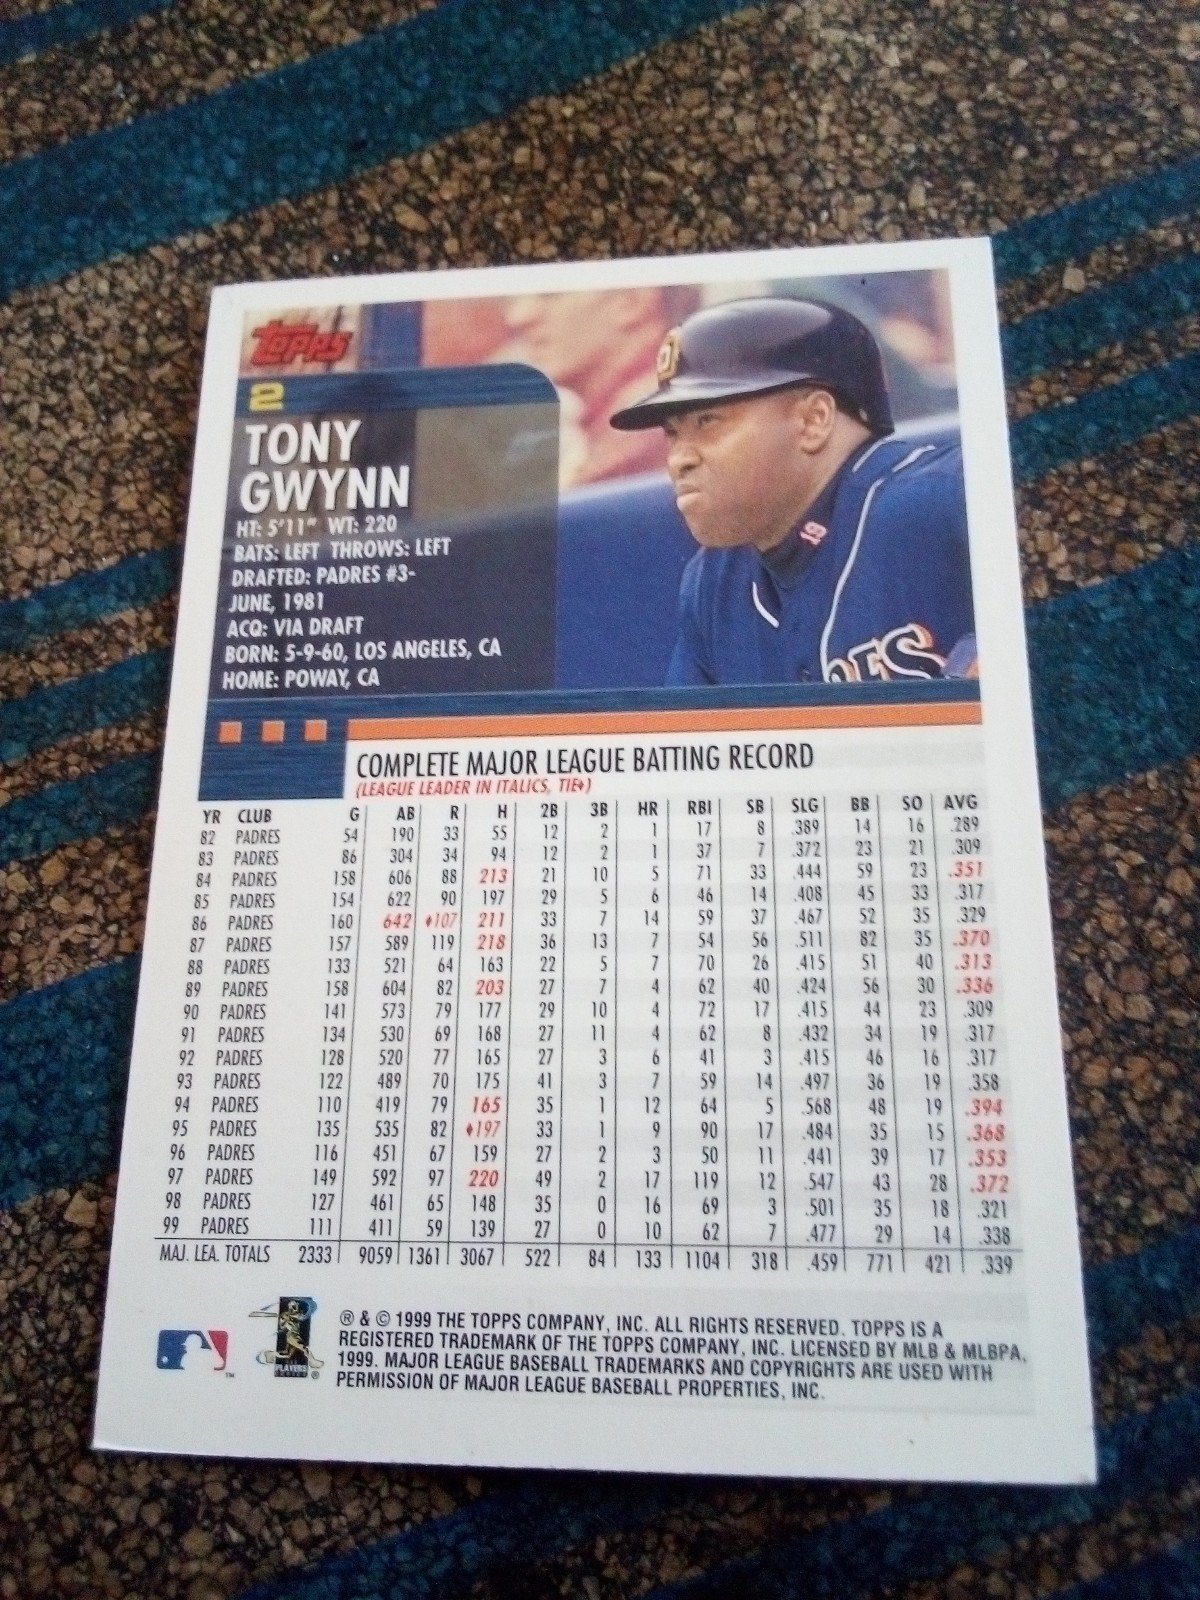 Topps
2
TONY
GWYNN
HT: 5'11" WT: 220
BATS: LEFT THROWS: LEFT
DRAFTED: PADRES #3-
JUNE, 1981
ACQ: VIA DRAFT
BORN: 5-9-60, LOS ANGELES, CA
HOME: POWAY, CA
19
RES
COMPLETE MAJOR LEAGUE BATTING RECORD
(LEAGUE LEADER IN ITALICS, TIE♦)
YR CLUB G AB R H 2B 3B HR RBI SB SLG BB SO AVG
82 PADRES 54 190 33 55 12 2 1 17 8 .389 14 16 .289
83 PADRES 86 304 34 94 12 2 1 37 7 .372 23 21 .309
84 PADRES 158 606 88 213 21 10 5 71 33 .444 59 23 .351
85 PADRES 154 622 90 197 29 5 6 46 14 .408 45 33 .317
86 PADRES 160 642 ♦107 211 33 7 14 59 37 .467 52 35 .329
87 PADRES 157 589 119 218 36 13 7 54 56 .511 82 35 .370
88 PADRES 133 521 64 163 22 5 7 70 26 .415 51 40 .313
89 PADRES 158 604 82 203 27 7 4 62 40 .424 56 30 .336
90 PADRES 141 573 79 177 29 10 4 72 17 .415 44 23 .309
91 PADRES 134 530 69 168 27 11 4 62 8 .432 34 19 .317
92 PADRES 128 520 77 165 27 3 6 41 3 .415 46 16 .317
93 PADRES 122 489 70 175 41 3 7 59 14 .497 36 19 .358
94 PADRES 110 419 79 165 35 1 12 64 5 .568 48 19 .394
95 PADRES 135 535 82 ♦197 33 1 9 90 17 .484 35 15 .368
96 PADRES 116 451 67 159 27 2 3 50 11 .441 39 17 .353
97 PADRES 149 592 97 220 49 2 17 119 12 .547 43 28 .372
98 PADRES 127 461 65 148 35 0 16 69 3 .501 35 18 .321
99 PADRES 111 411 59 139 27 0 10 62 7 .477 29 14 .338
MAJ. LEA. TOTALS 2333 9059 1361 3067 522 84 133 1104 318 .459 771 421 .339
® & © 1999 THE TOPPS COMPANY, INC. ALL RIGHTS RESERVED. TOPPS IS A
REGISTERED TRADEMARK OF THE TOPPS COMPANY, INC. LICENSED BY MLB & MLBPA,
1999. MAJOR LEAGUE BASEBALL TRADEMARKS AND COPYRIGHTS ARE USED WITH
PERMISSION OF MAJOR LEAGUE BASEBALL PROPERTIES, INC.
PLAYERS